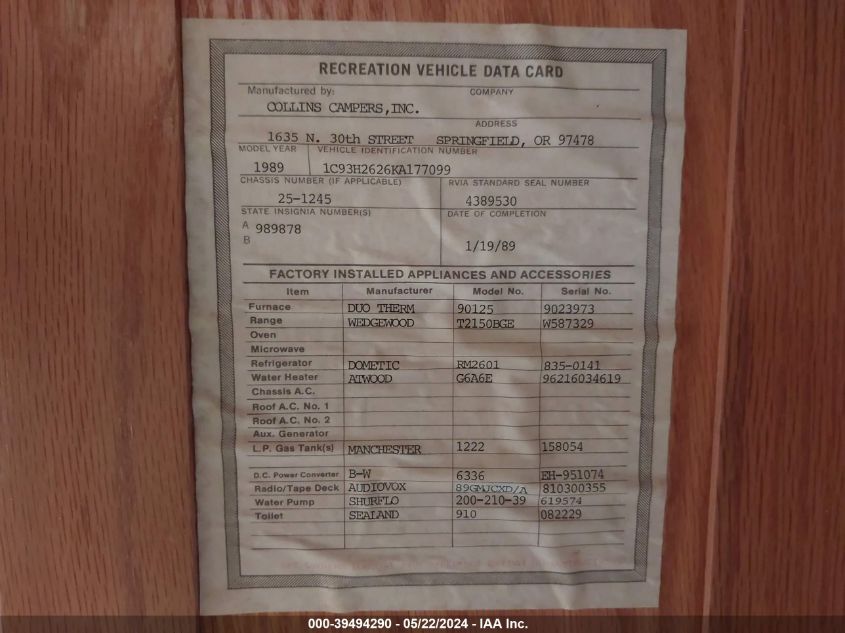 RECREATION VEHICLE DATA CARD
Manufactured by: COMPANY
COLLINS CAMPERS,INC.
ADDRESS
1635 N. 30th STREET SPRINGFIELD, OR 97478
MODEL YEAR VEHICLE IDENTIFICATION NUMBER
1989 1C93H2626KA177099
CHASSIS NUMBER (IF APPLICABLE) RVIA STANDARD SEAL NUMBER
25-1245 4389530
STATE INSIGNIA NUMBER(S) DATE OF COMPLETION
A 989878
B 1/19/89
FACTORY INSTALLED APPLIANCES AND ACCESSORIES
Item Manufacturer Model No. Serial No.
Furnace DUO THERM 90125 9023973
Range WEDGEWOOD T2150BGE W587329
Oven
Microwave
Refrigerator DOMETIC RM2601 835-0141
Water Heater ATWOOD G6A6E 96216034619
Chassis A.C.
Roof A.C. No. 1
Roof A.C. No. 2
Aux. Generator
L.P. Gas Tank(s) MANCHESTER 1222 158054
D.C. Power Converter B-W 6336 EH-951074
Radio/Tape Deck AUDIOVOX 89GMJCXD/A 810300355
Water Pump SHURFLO 200-210-39 619574
Toilet SEALAND 910 082229
000-39494290 - 05/22/2024 - IAA Inc.